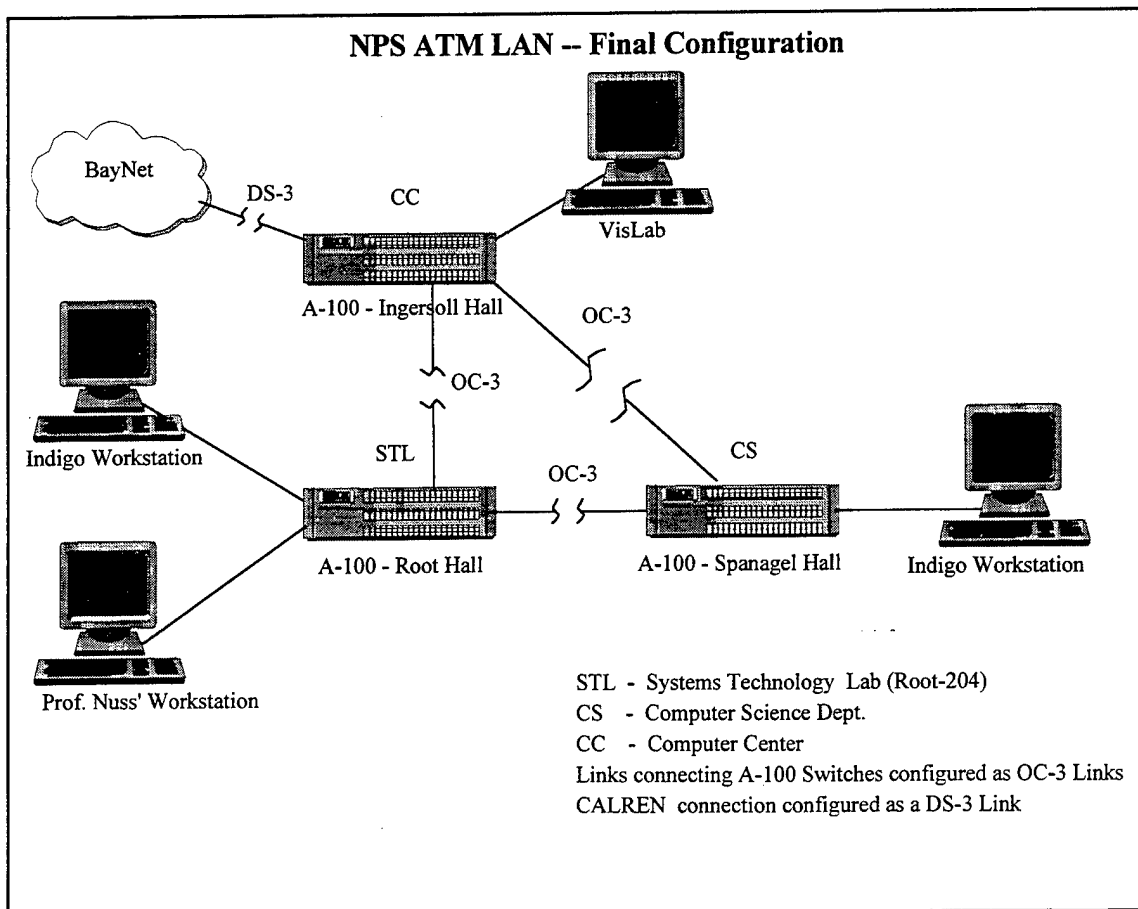 NPS ATM LAN -- Final Configuration
BayNet
DS-3
CC
VisLab
A-100 - Ingersoll Hall
OC-3
OC-3
Indigo Workstation
STL
CS
OC-3
A-100 - Root Hall
A-100 - Spanagel Hall
Indigo Workstation
Prof. Nuss' Workstation
STL - Systems Technology Lab (Root-204)
CS - Computer Science Dept.
CC - Computer Center
Links connecting A-100 Switches configured as OC-3 Links
CALREN connection configured as a DS-3 Link